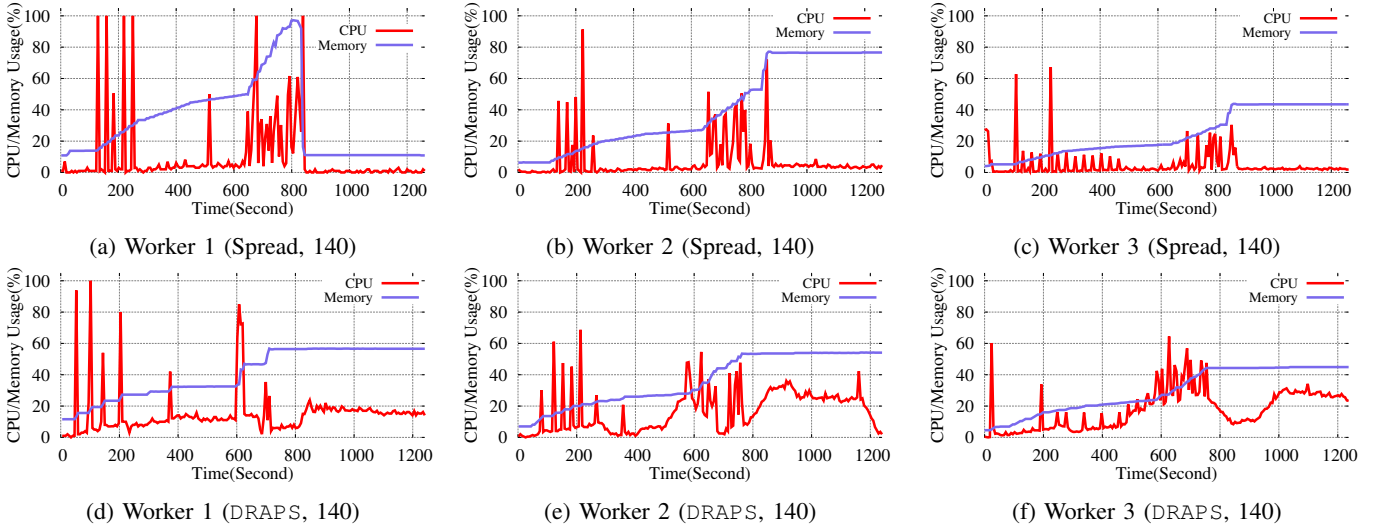 CPU/Memory Usage(%)
100
80
60
40
20
0
CPU
Memory
0 200 400 600 800 1000 1200
Time(Second)
(a) Worker 1 (Spread, 140)
CPU/Memory Usage(%)
100
80
60
40
20
0
CPU
Memory
0 200 400 600 800 1000 1200
Time(Second)
(b) Worker 2 (Spread, 140)
CPU/Memory Usage(%)
100
80
60
40
20
0
CPU
Memory
0 200 400 600 800 1000 1200
Time(Second)
(c) Worker 3 (Spread, 140)
CPU/Memory Usage(%)
100
80
60
40
20
0
CPU
Memory
0 200 400 600 800 1000 1200
Time(Second)
(d) Worker 1 (DRAPS, 140)
CPU/Memory Usage(%)
100
80
60
40
20
0
CPU
Memory
0 200 400 600 800 1000 1200
Time(Second)
(e) Worker 2 (DRAPS, 140)
CPU/Memory Usage(%)
100
80
60
40
20
0
CPU
Memory
0 200 400 600 800 1000 1200
Time(Second)
(f) Worker 3 (DRAPS, 140)